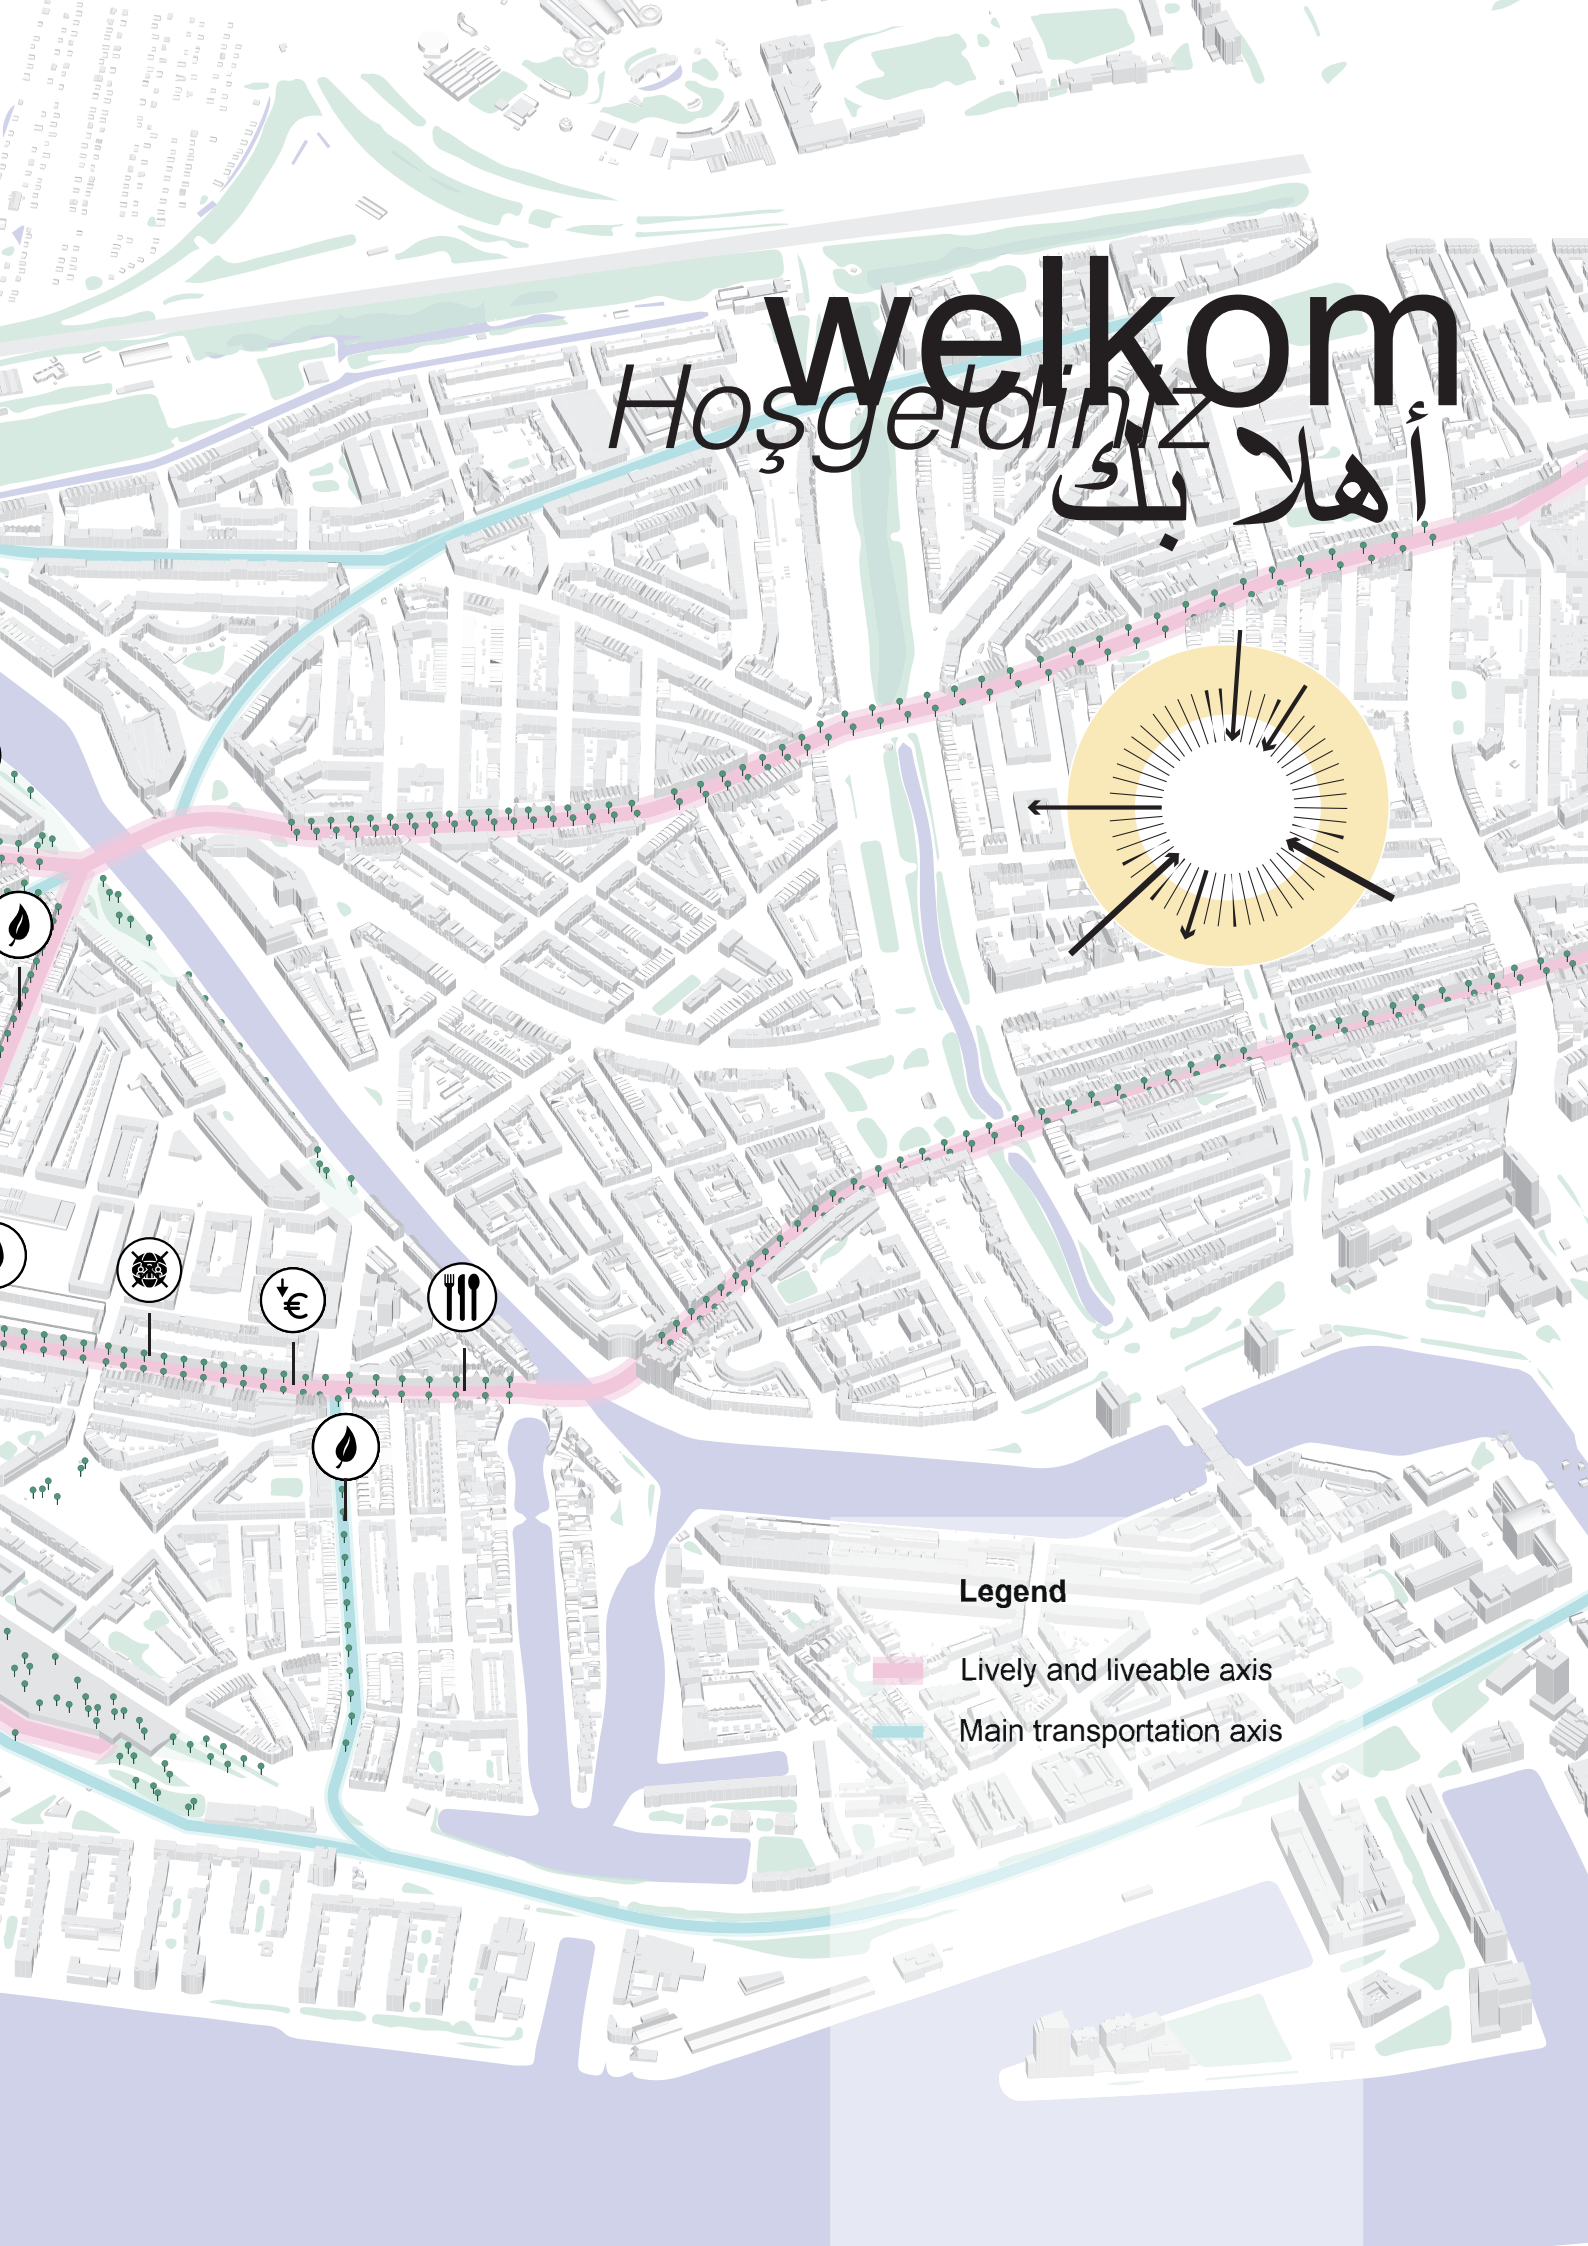 welkom
Hoşgeldiniz
أهلا بك
€
Legend
Lively and liveable axis
Main transportation axis